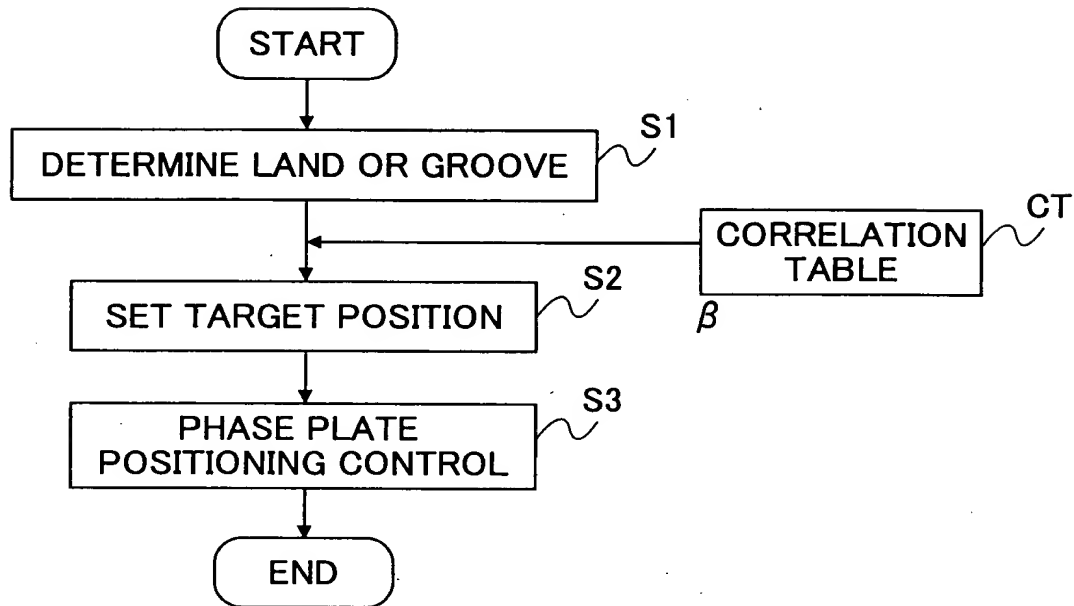 START
S1
DETERMINE LAND OR GROOVE
CT
CORRELATION
TABLE
β
S2
SET TARGET POSITION
S3
PHASE PLATE
POSITIONING CONTROL
END